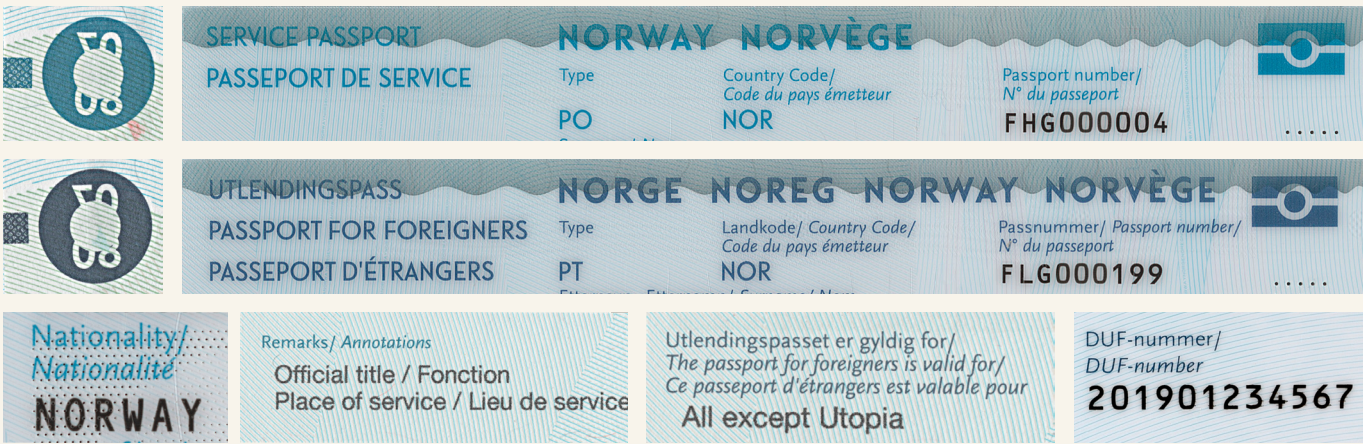 SERVICE PASSPORT
NORWAY NORVÈGE
PASSEPORT DE SERVICE
Type
Country Code/
Passport number/
Code du pays émetteur
N° du passeport
PO
NOR
FHG000004
UTLENDINGSPASS
NORGE NOREG NORWAY NORVÈGE
PASSPORT FOR FOREIGNERS
Type
Landkode/ Country Code/
Passnummer/ Passport number/
Code du pays émetteur
N° du passeport
PASSEPORT D'ÉTRANGERS
PT
NOR
FLG000199
Nationality/
Nationalité
NORWAY
Remarks/ Annotations
Official title / Fonction
Place of service / Lieu de service
Utlendingspasset er gyldig for/
The passport for foreigners is valid for/
Ce passeport d'étrangers est valable pour
All except Utopia
DUF-nummer/
DUF-number
201901234567